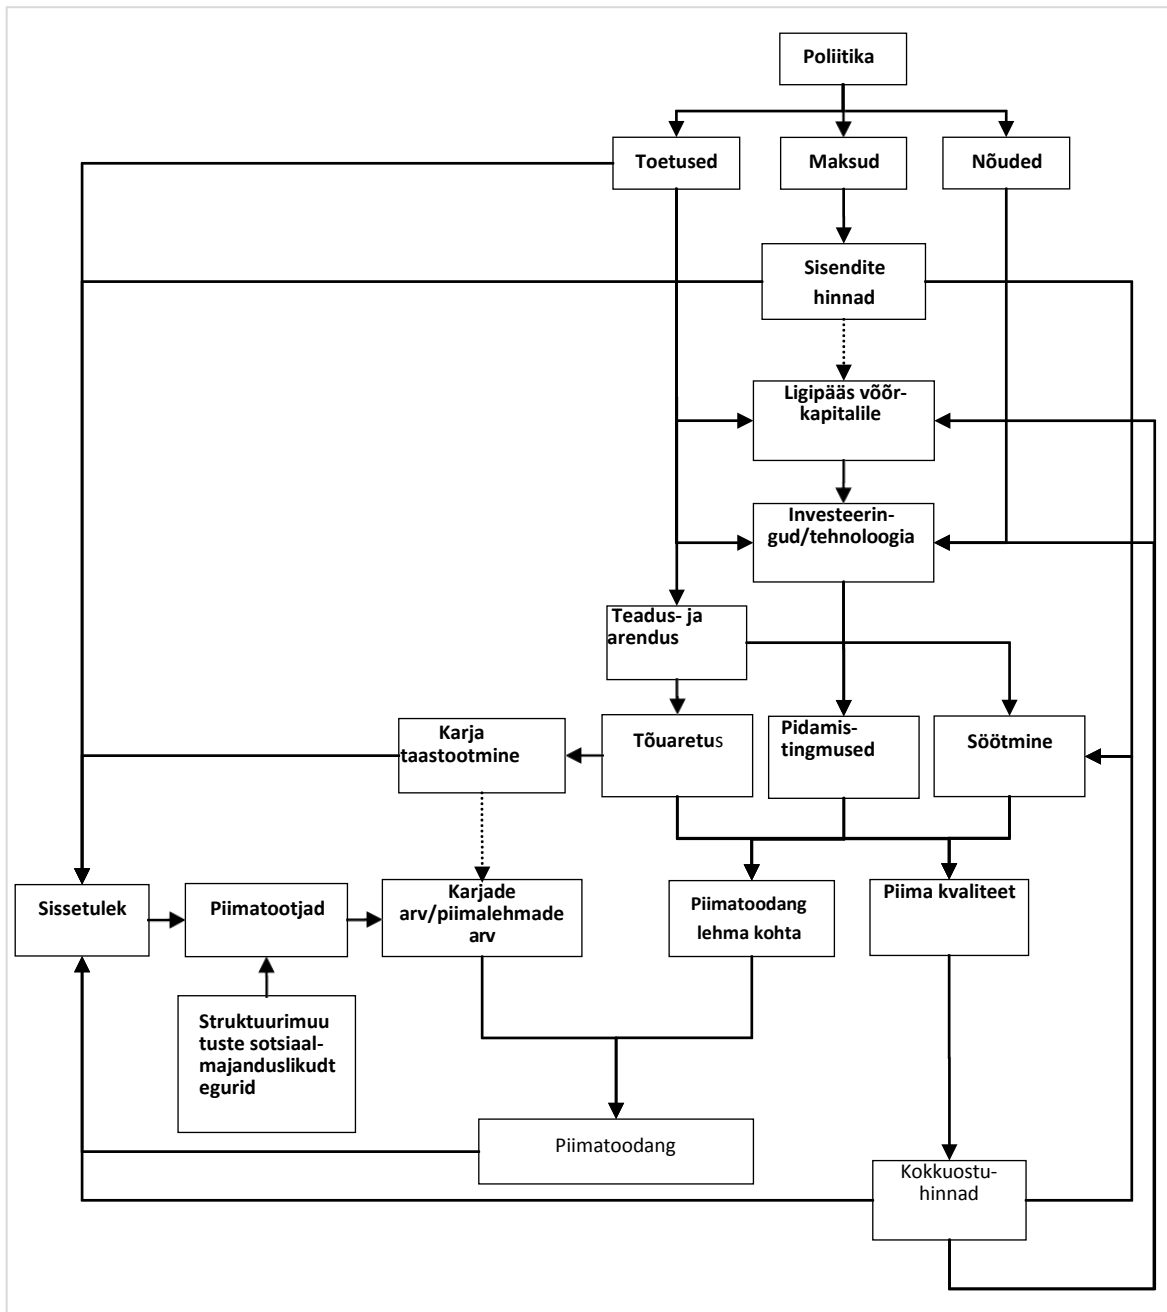 Poliitika
Toetused
Maksud
Nõuded
Sisendite
hinnad
Ligipääs võõr-
kapitalile
Investeerin-
gud/tehnoloogia
Teadus- ja
arendus
Karja
taastootmine
Tõuaretus
Pidamis-
tingmused
Söötmine
Sissetulek
Piimatootjad
Karjade
arv/piimalehmade
arv
Piimatoodang
lehma kohta
Piima kvaliteet
Struktuurimuu
tuste sotsiaal-
majanduslikudt
egurid
Piimatoodang
Kokkuostu-
hinnad